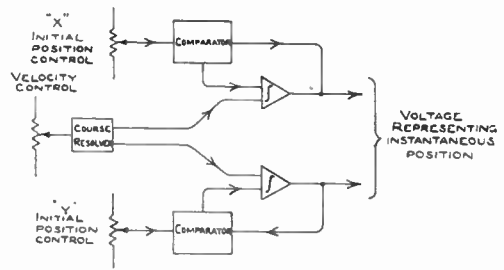 "X"
INITIAL
POSITION
CONTROL
COMPARATOR
VELOCITY
CONTROL
∫
COURSE
RESOLVER
VOLTAGE
REPRESENTING
INSTANTANEOUS
POSITION
∫
"Y"
INITIAL
POSITION
CONTROL
COMPARATOR